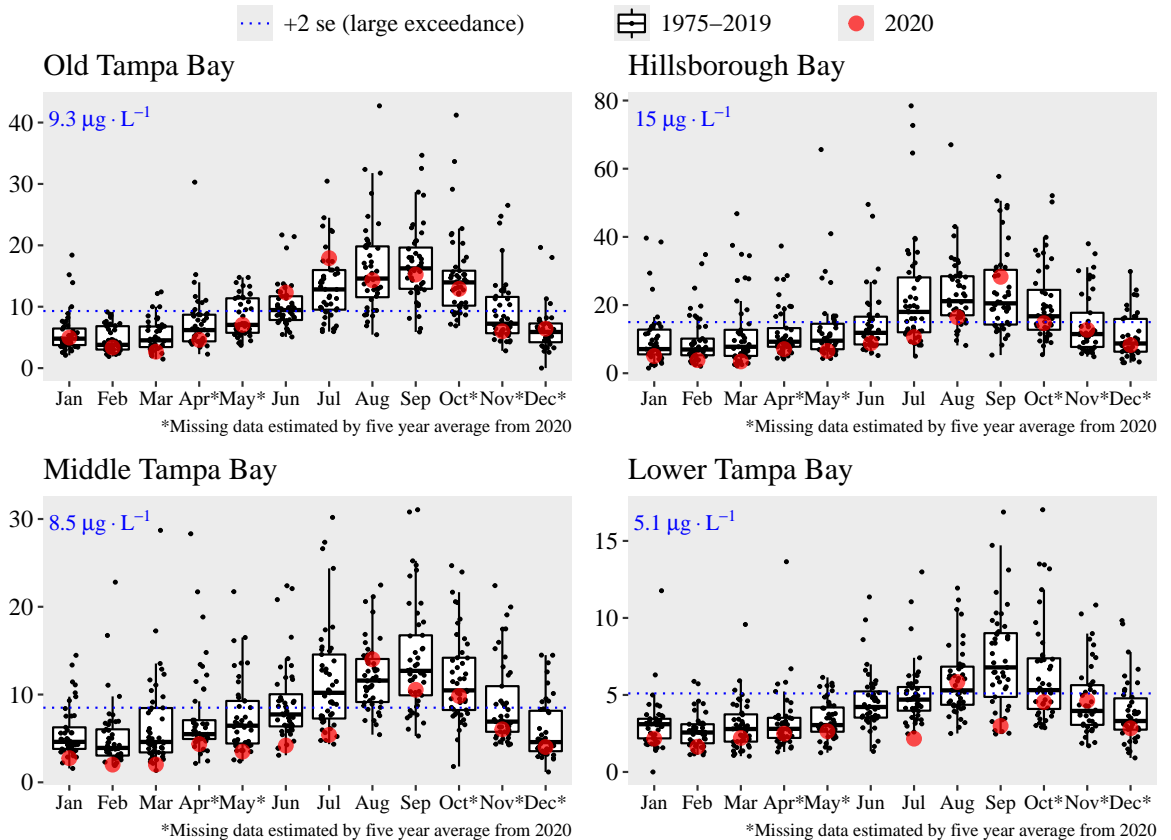 +2 se (large exceedance) 1975−2019 2020
Old Tampa Bay
9.3 μg ⋅ L−1
40
30
20
10
0
Jan Feb Mar Apr* May* Jun Jul Aug Sep Oct* Nov* Dec*
*Missing data estimated by five year average from 2020
Hillsborough Bay
15 μg ⋅ L−1
80
60
40
20
0
Jan Feb Mar Apr* May* Jun Jul Aug Sep Oct* Nov* Dec*
*Missing data estimated by five year average from 2020
Middle Tampa Bay
8.5 μg ⋅ L−1
30
20
10
0
Jan Feb Mar Apr* May* Jun Jul Aug Sep Oct* Nov* Dec*
*Missing data estimated by five year average from 2020
Lower Tampa Bay
5.1 μg ⋅ L−1
15
10
5
0
Jan Feb Mar Apr* May* Jun Jul Aug Sep Oct* Nov* Dec*
*Missing data estimated by five year average from 2020